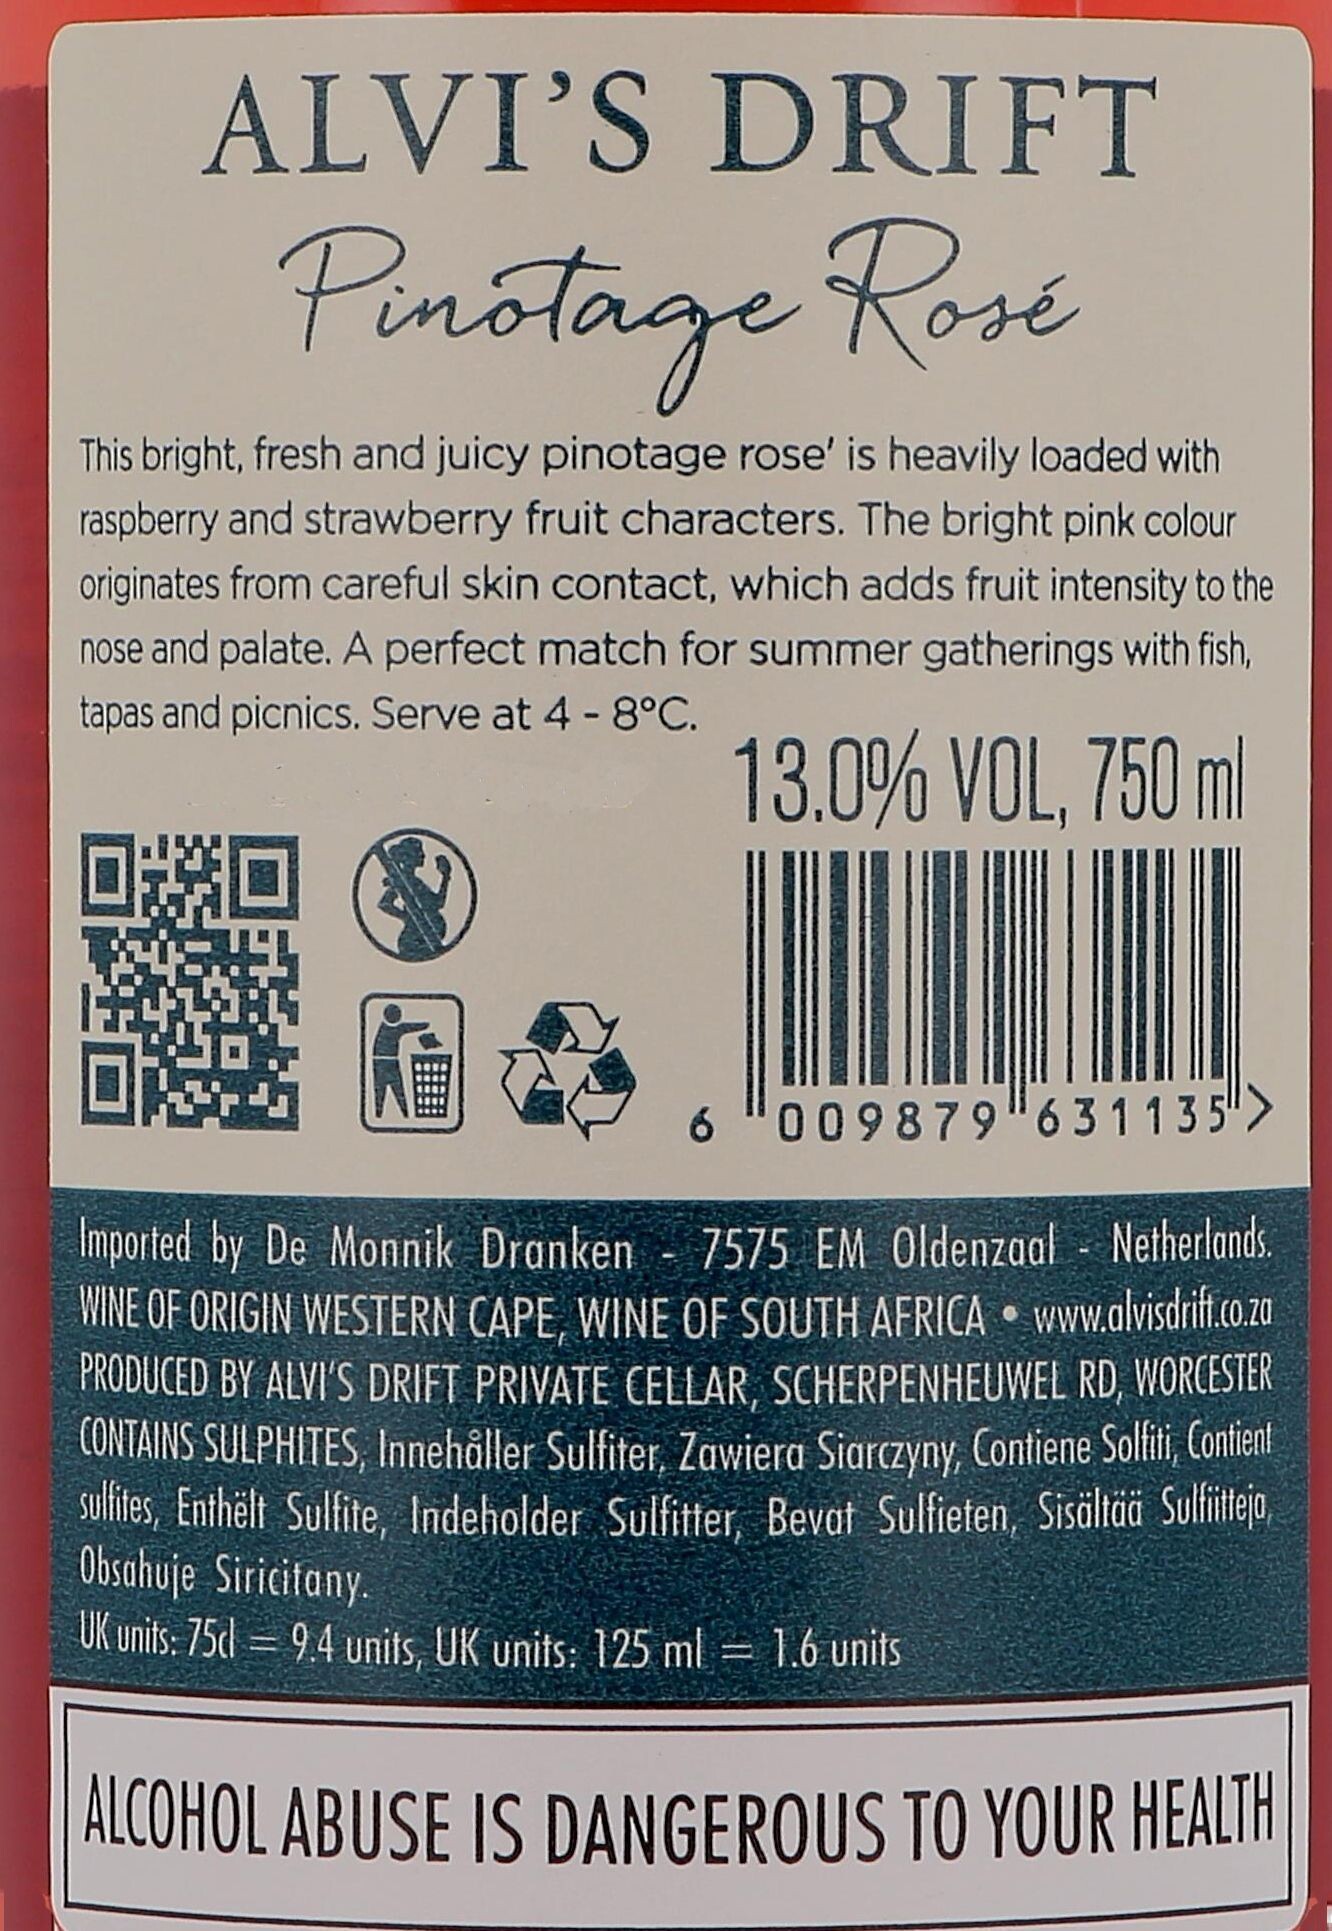 ALVI'S DRIFT
Pinotage Rosé
This bright, fresh and juicy pinotage rose' is heavily loaded with
raspberry and strawberry fruit characters. The bright pink colour
originates from careful skin contact, which adds fruit intensity to the
nose and palate. A perfect match for summer gatherings with fish,
tapas and picnics. Serve at 4 - 8°C.
13.0% VOL, 750 ml
6 009879 631135 >
Imported by De Monnik Dranken - 7575 EM Oldenzaal - Netherlands.
WINE OF ORIGIN WESTERN CAPE, WINE OF SOUTH AFRICA • www.alvisdrift.co.za
PRODUCED BY ALVI'S DRIFT PRIVATE CELLAR, SCHERPENHEUWEL RD, WORCESTER
CONTAINS SULPHITES, Innehåller Sulfiter, Zawiera Siarczyny, Contiene Solfiti, Contient
sulfites, Enthëlt Sulfite, Indeholder Sulfitter, Bevat Sulfieten, Sisältää Sulfiitteja,
Obsahuje Siricitany.
UK units: 75cl = 9.4 units, UK units: 125 ml = 1.6 units
ALCOHOL ABUSE IS DANGEROUS TO YOUR HEALTH